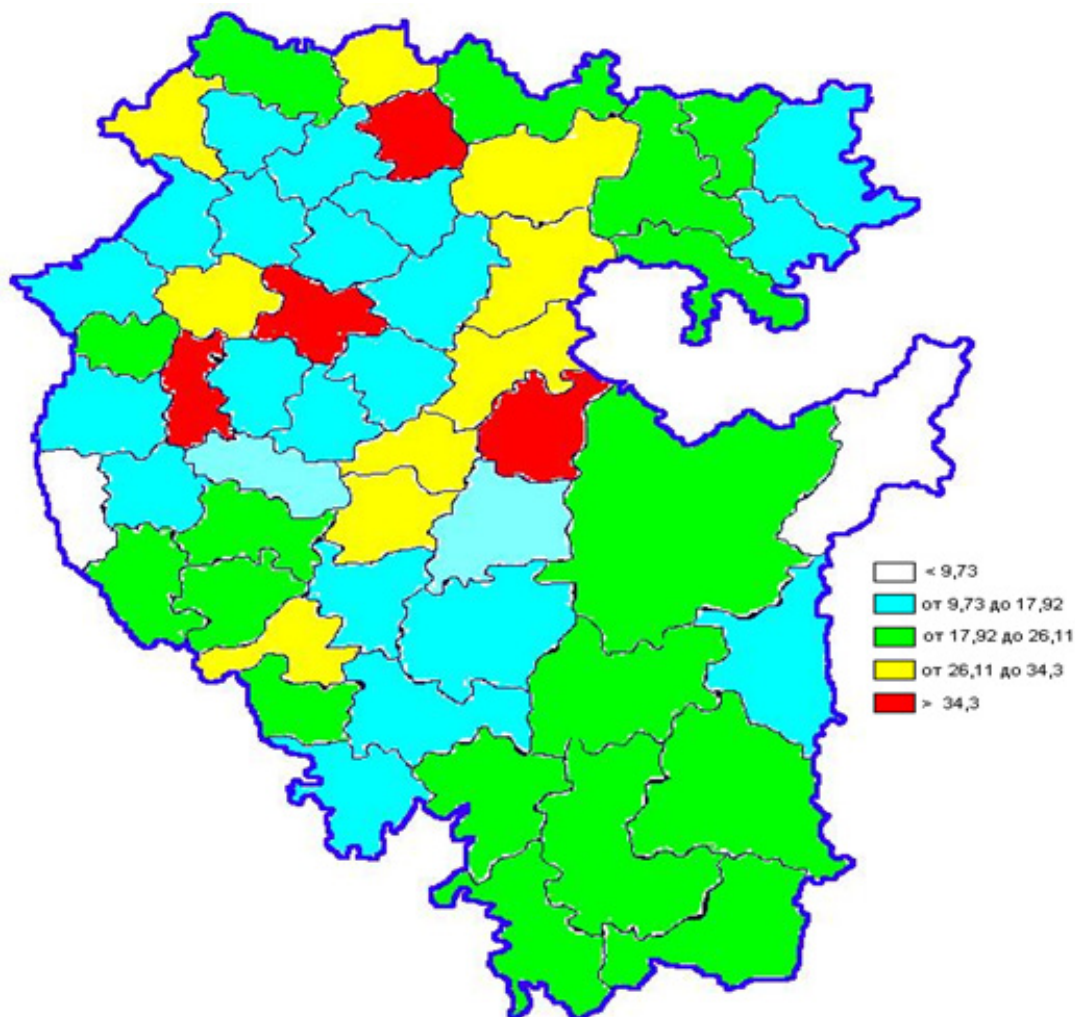 < 9,73
от 9,73 до 17,92
от 17,92 до 26,11
от 26,11 до 34,3
> 34,3